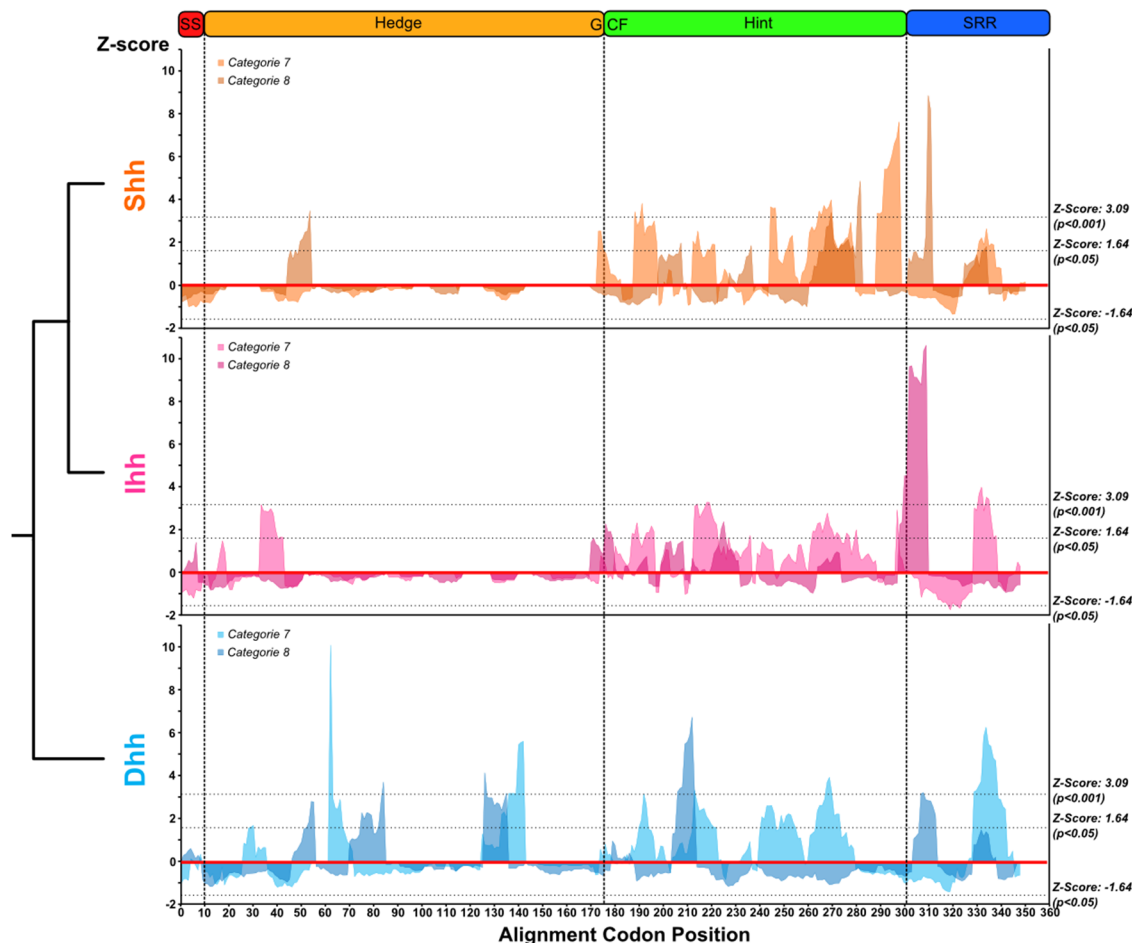 SS Hedge G CF Hint SRR
Z-score
10
8
6
4
2
0
-2
Categorie 7
Categorie 8
Shh
Z-Score: 3.09
(p<0.001)
Z-Score: 1.64
(p<0.05)
Z-Score: -1.64
(p<0.05)
10
8
6
4
2
0
-2
Categorie 7
Categorie 8
Ihh
Z-Score: 3.09
(p<0.001)
Z-Score: 1.64
(p<0.05)
Z-Score: -1.64
(p<0.05)
10
8
6
4
2
0
-2
Categorie 7
Categorie 8
Dhh
Z-Score: 3.09
(p<0.001)
Z-Score: 1.64
(p<0.05)
Z-Score: -1.64
(p<0.05)
0 10 20 30 40 50 60 70 80 90 100 110 120 130 140 150 160 170 180 190 200 210 220 230 240 250 260 270 280 290 300 310 320 330 340 350 360
Alignment Codon Position